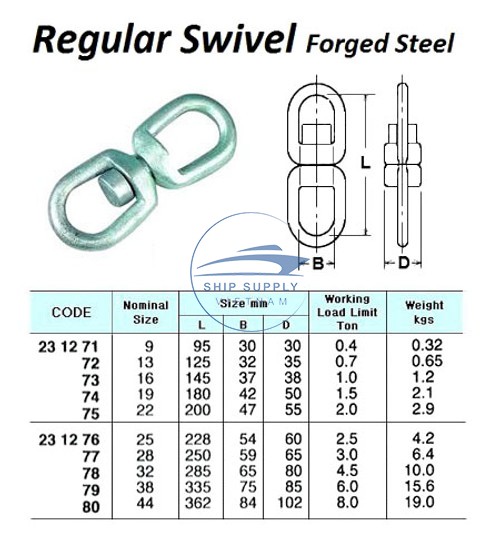 Regular Swivel Forged Steel
L
B
D
SHIP SUPPLY
VIETNAM
CODE Nominal Size Size mm Working Load Limit Ton Weight kgs
L B D
23 12 71 9 95 30 30 0.4 0.32
72 13 125 32 35 0.7 0.65
73 16 145 37 38 1.0 1.2
74 19 180 42 50 1.5 2.1
75 22 200 47 55 2.0 2.9
23 12 76 25 228 54 60 2.5 4.2
77 28 250 59 65 3.0 6.4
78 32 285 65 80 4.5 10.0
79 38 335 75 85 6.0 15.6
80 44 362 84 102 8.0 19.0